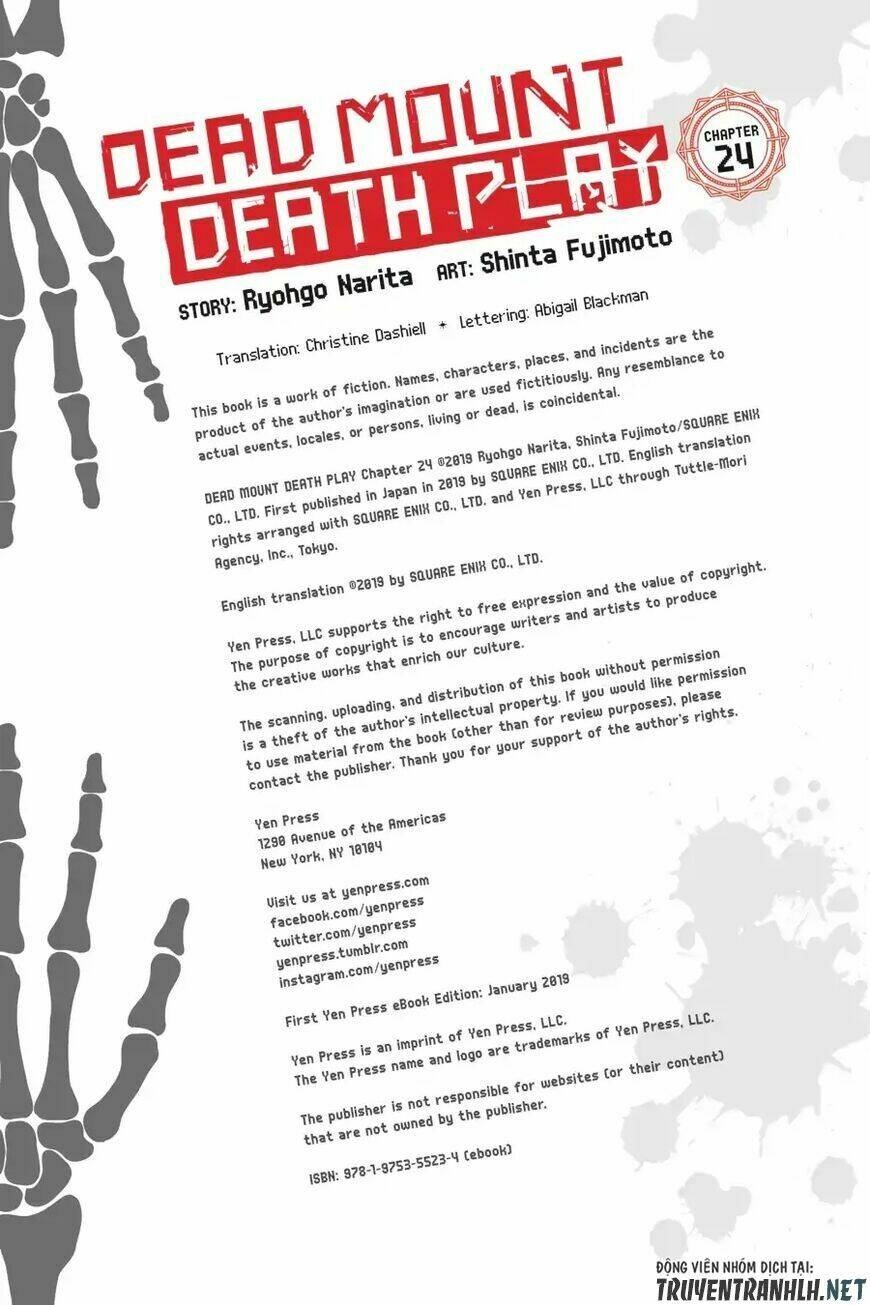 DEAD MOUNT
DEATH PLAY
CHAPTER
24
STORY: Ryohgo Narita ART: Shinta Fujimoto
Translation: Christine Dashiell * Lettering: Abigail Blackman
This book is a work of fiction. Names, characters, places, and incidents are the
product of the author's imagination or are used fictitiously. Any resemblance to
actual events, locales, or persons, living or dead, is coincidental.
DEAD MOUNT DEATH PLAY Chapter 24 ©2019 Ryohgo Narita, Shinta Fujimoto/SQUARE ENIX
CO., LTD. First published in Japan in 2019 by SQUARE ENIX CO., LTD. English translation
rights arranged with SQUARE ENIX CO., LTD. and Yen Press, LLC through Tuttle-Mori
Agency, Inc., Tokyo.
English translation ©2019 by SQUARE ENIX CO., LTD.
Yen Press, LLC supports the right to free expression and the value of copyright.
The purpose of copyright is to encourage writers and artists to produce
the creative works that enrich our culture.
The scanning, uploading, and distribution of this book without permission
is a theft of the author's intellectual property. If you would like permission
to use material from the book (other than for review purposes), please
contact the publisher. Thank you for your support of the author's rights.
Yen Press
1290 Avenue of the Americas
New York, NY 10104
Visit us at yenpress.com
facebook.com/yenpress
twitter.com/yenpress
yenpress.tumblr.com
instagram.com/yenpress
First Yen Press eBook Edition: January 2019
Yen Press is an imprint of Yen Press, LLC.
The Yen Press name and logo are trademarks of Yen Press, LLC.
The publisher is not responsible for websites (or their content)
that are not owned by the publisher.
ISBN: 978-1-9753-5523-4 (ebook)
ĐỘNG VIÊN NHÓM DỊCH TẠI:
TRUYENTRANHLH.NET